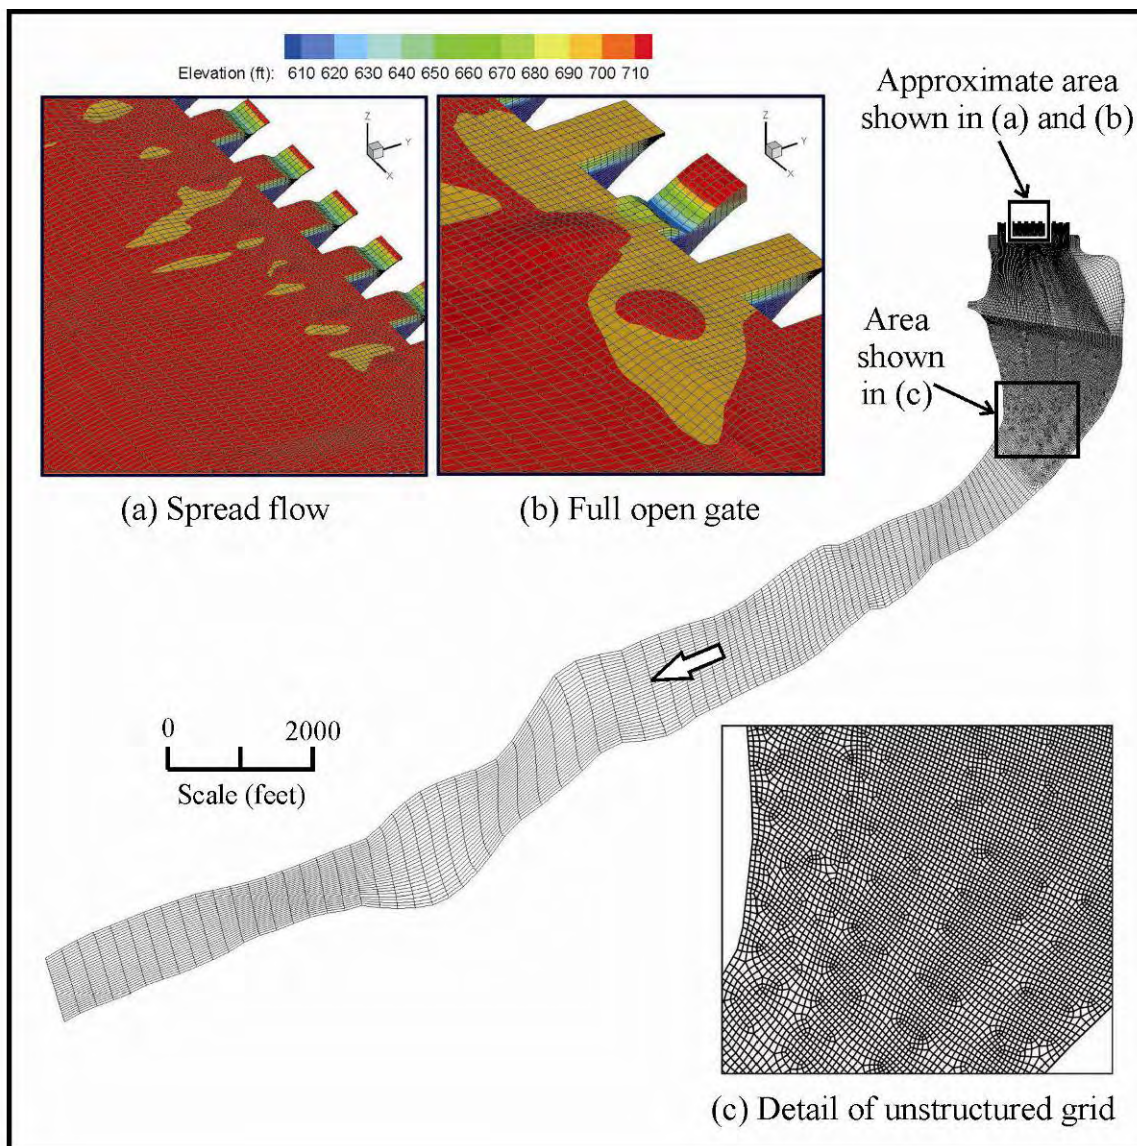 Elevation (ft): 610 620 630 640 650 660 670 680 690 700 710
Approximate area
shown in (a) and (b)
Z
Y
X
Z
Y
X
Area
shown
in (c)
(a) Spread flow
(b) Full open gate
0 2000
Scale (feet)
(c) Detail of unstructured grid